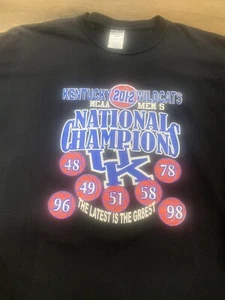 KENTUCKY 2012 WILDCATS
NCAA MEN'S
NATIONAL
CHAMPIONS
UK
48 78
49 58
51
96 98
THE LATEST IS THE GR8EST